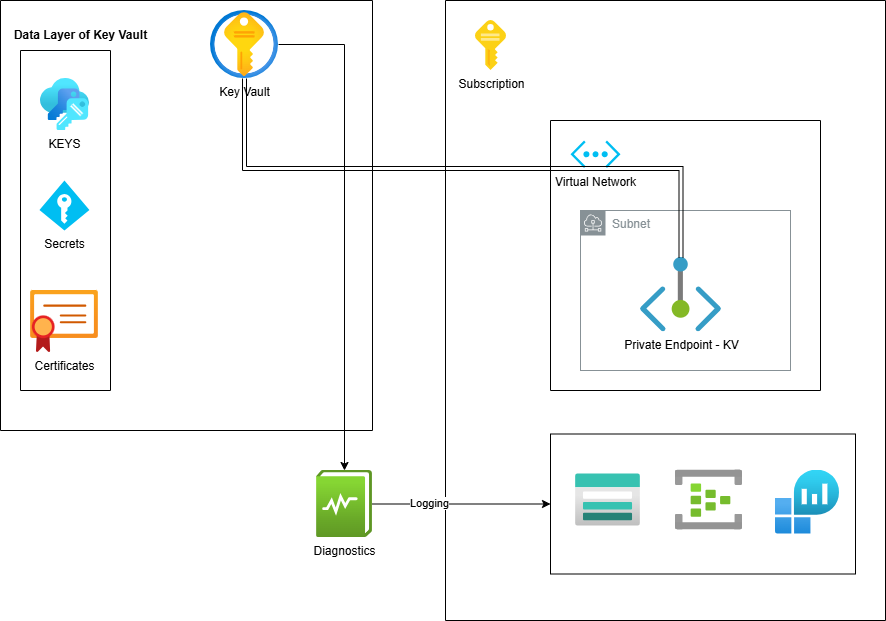 Data Layer of Key Vault
Key Vault
KEYS
Secrets
Certificates
Subscription
Virtual Network
Subnet
Private Endpoint - KV
Logging
Diagnostics